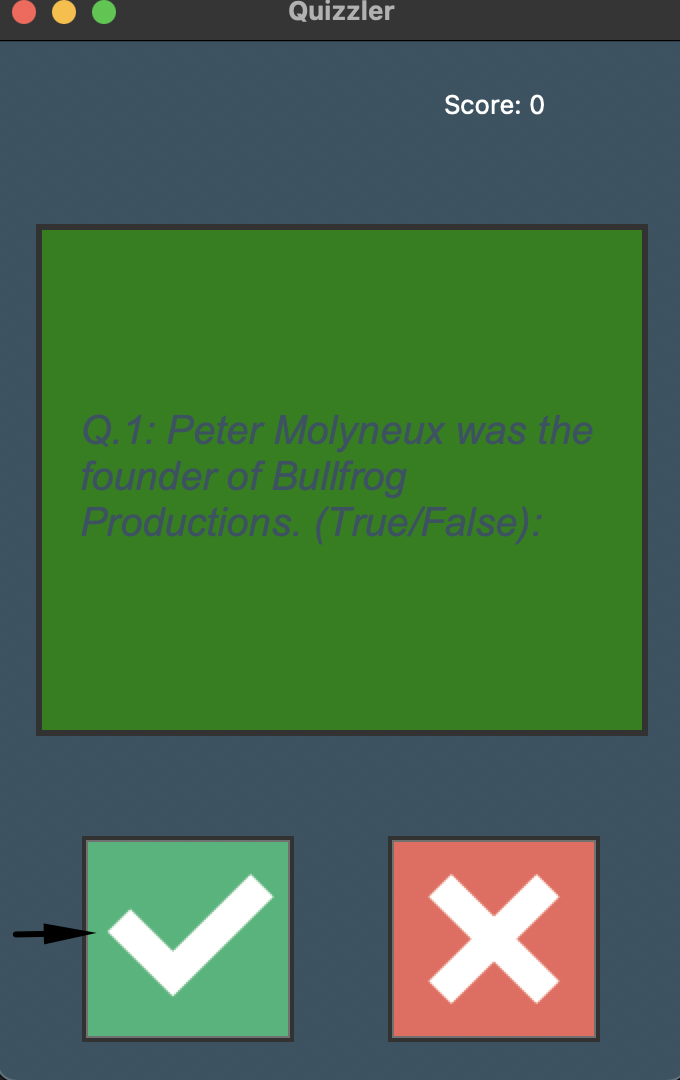 Quizzler
Score: 0
Q.1: Peter Molyneux was the
founder of Bullfrog
Productions. (True/False):